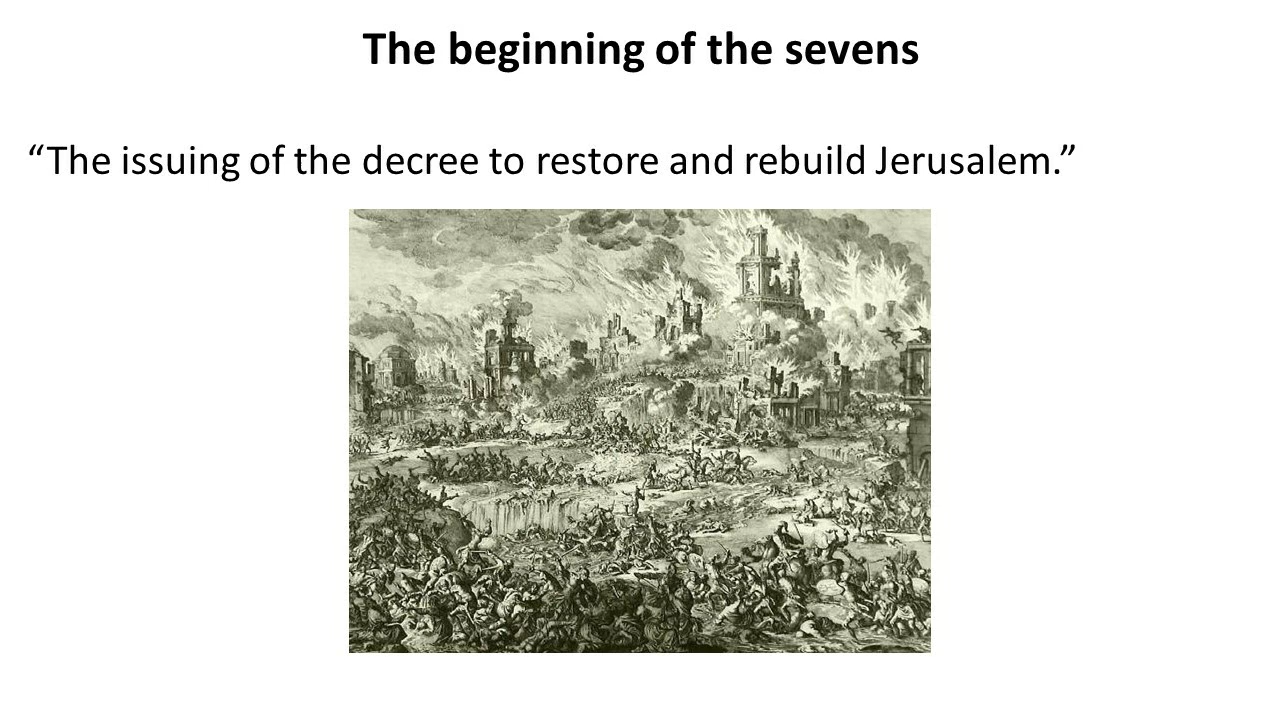 The beginning of the sevens
“The issuing of the decree to restore and rebuild Jerusalem.”